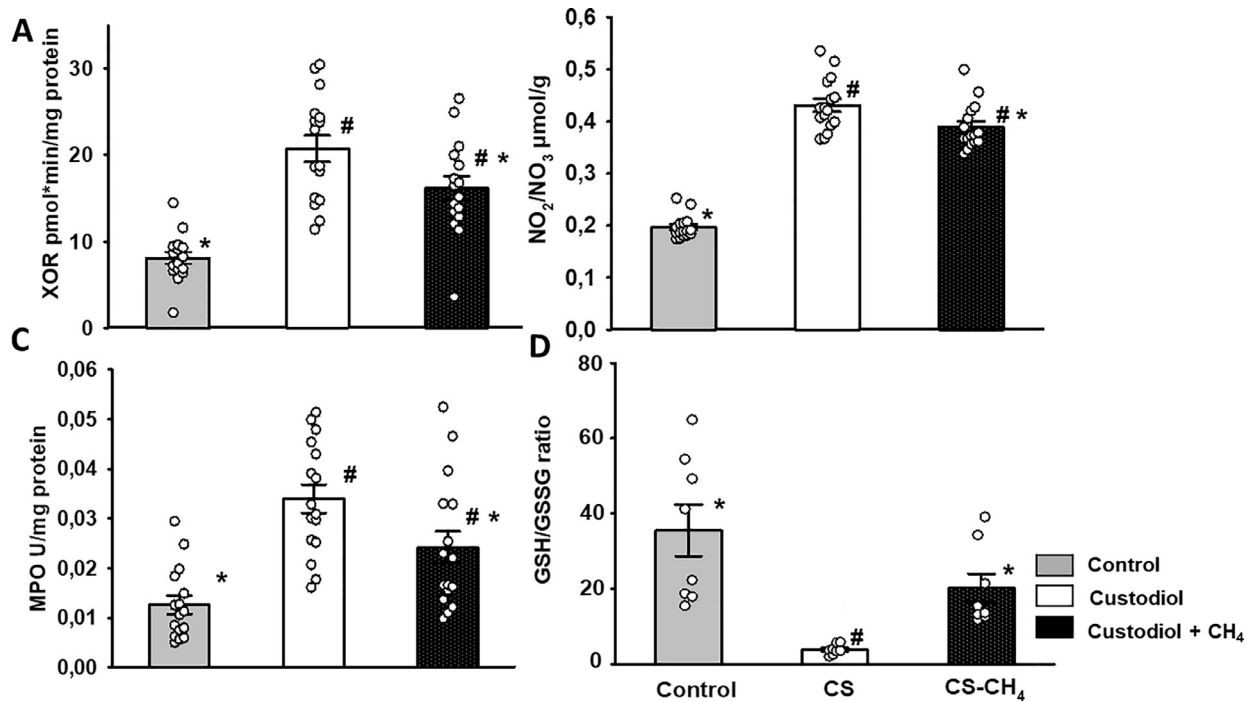 A
XOR pmol*min/mg protein
30
20
10
0
*
#
# *
NO2/NO3 µmol/g
0,6
0,5
0,4
0,3
0,2
0,1
0,0
*
#
# *
C
MPO U/mg protein
0,06
0,05
0,04
0,03
0,02
0,01
0,00
*
#
# *
D
GSH/GSSG ratio
80
60
40
20
0
*
#
*
Control
CS
CS-CH4
Control
Custodiol
Custodiol + CH4